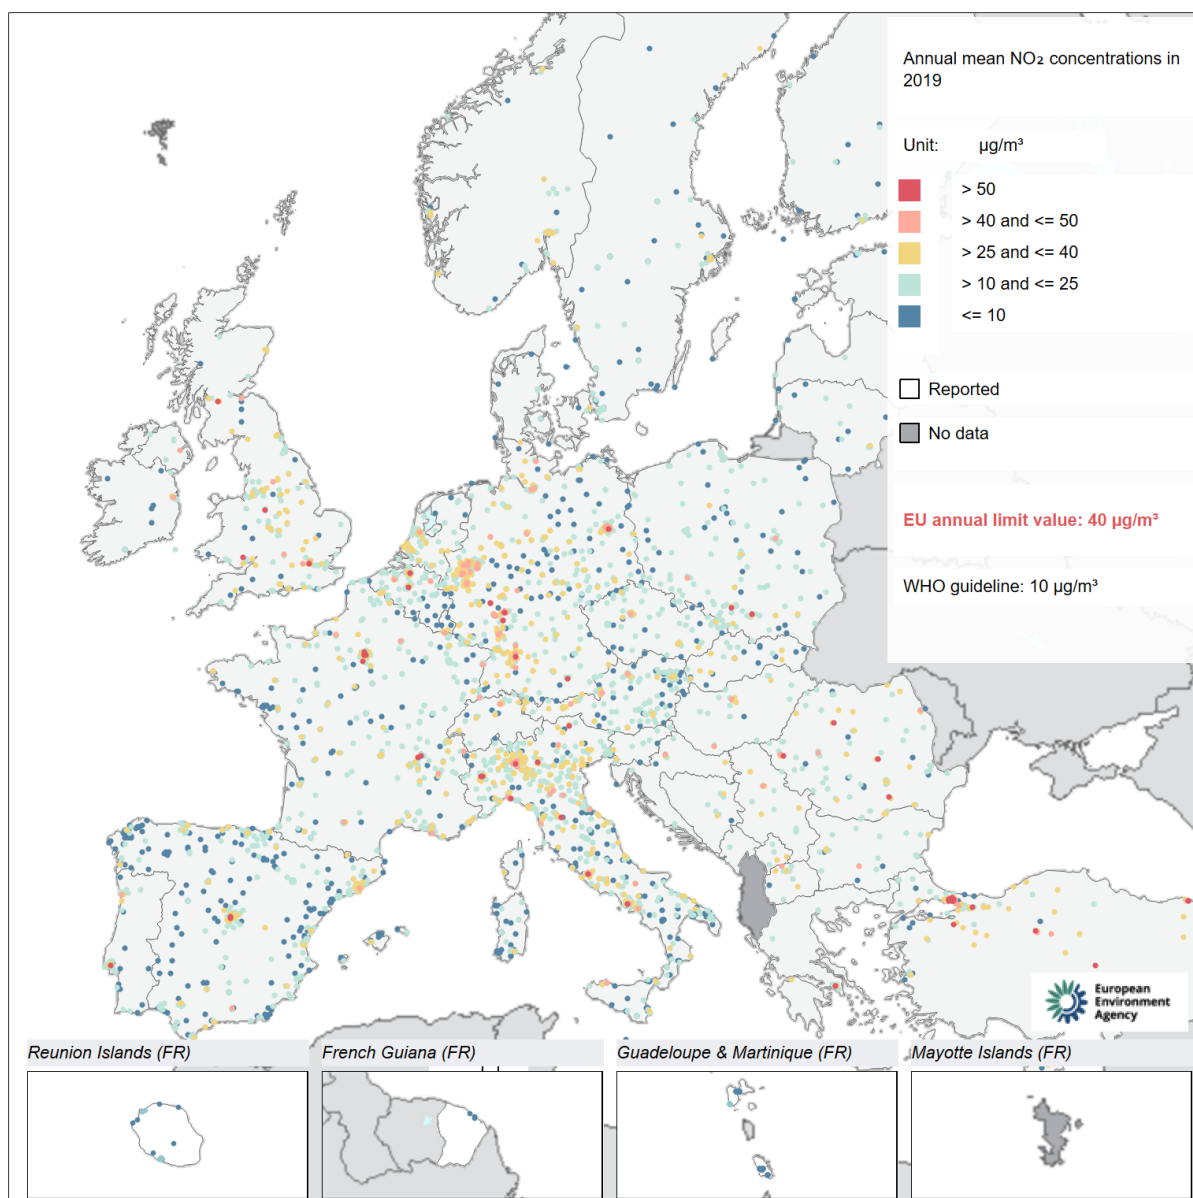 Annual mean NO₂ concentrations in
2019
Unit: µg/m³
> 50
> 40 and <= 50
> 25 and <= 40
> 10 and <= 25
<= 10
Reported
No data
EU annual limit value: 40 µg/m³
WHO guideline: 10 µg/m³
European
Environment
Agency
Reunion Islands (FR)
French Guiana (FR)
Guadeloupe & Martinique (FR)
Mayotte Islands (FR)